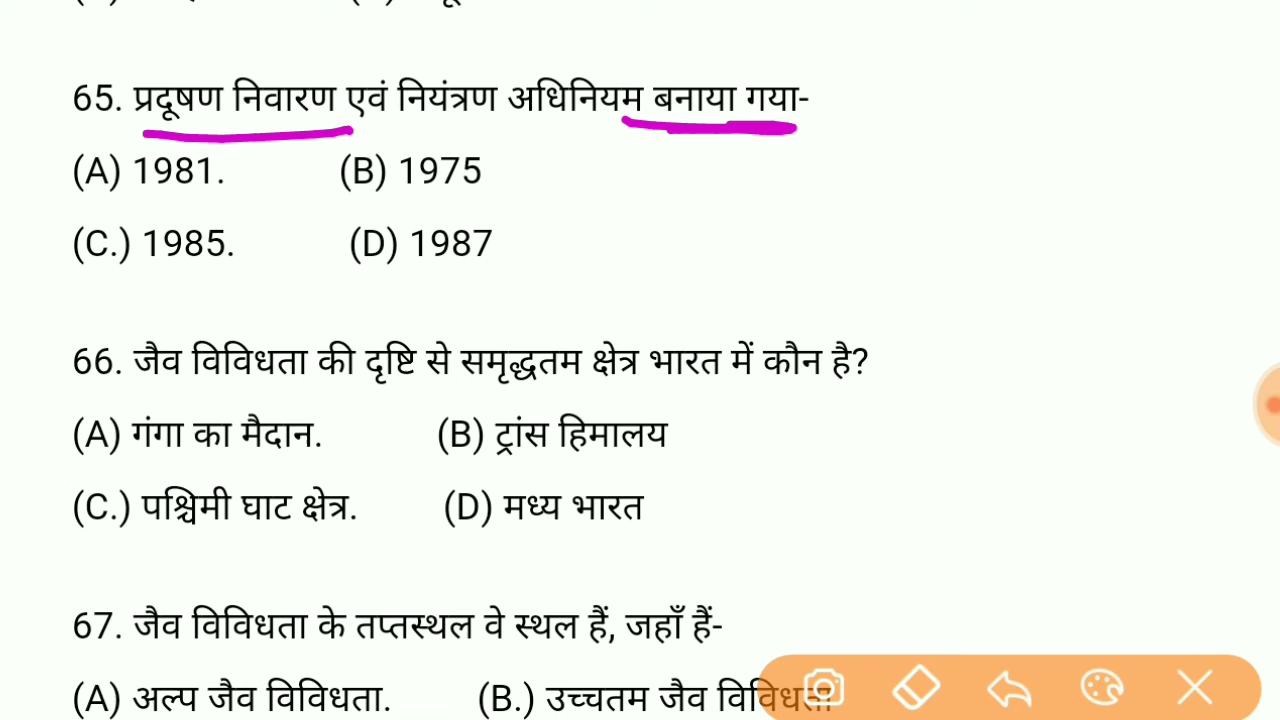 65. प्रदूषण निवारण एवं नियंत्रण अधिनियम बनाया गया-
(A) 1981. (B) 1975
(C.) 1985. (D) 1987
66. जैव विविधता की दृष्टि से समृद्धतम क्षेत्र भारत में कौन है?
(A) गंगा का मैदान. (B) ट्रांस हिमालय
(C.) पश्चिमी घाट क्षेत्र. (D) मध्य भारत
67. जैव विविधता के तप्तस्थल वे स्थल हैं, जहाँ हैं-
(A) अल्प जैव विविधता. (B.) उच्चतम जैव विविधता